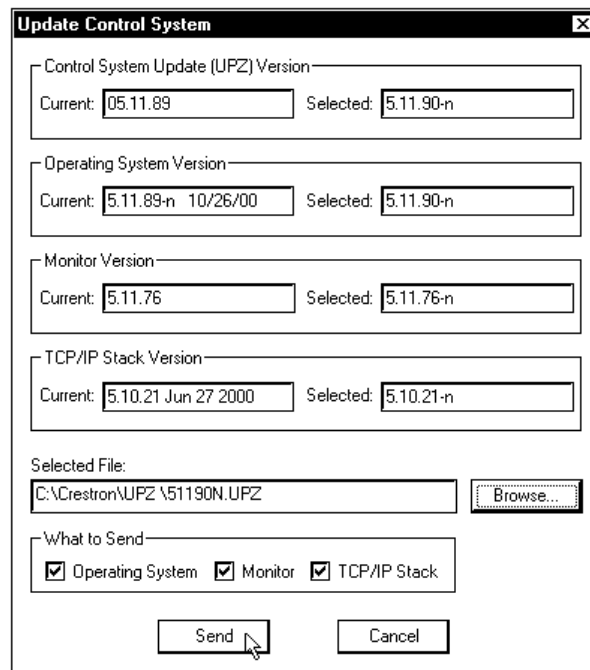 Update Control System
Control System Update (UPZ) Version
Current: 05.11.89 Selected: 5.11.90-n
Operating System Version
Current: 5.11.89-n 10/26/00 Selected: 5.11.90-n
Monitor Version
Current: 5.11.76 Selected: 5.11.76-n
TCP/IP Stack Version
Current: 5.10.21 Jun 27 2000 Selected: 5.10.21-n
Selected File:
C:\Crestron\UPZ \51190N.UPZ Browse...
What to Send
Operating System Monitor TCP/IP Stack
Send Cancel